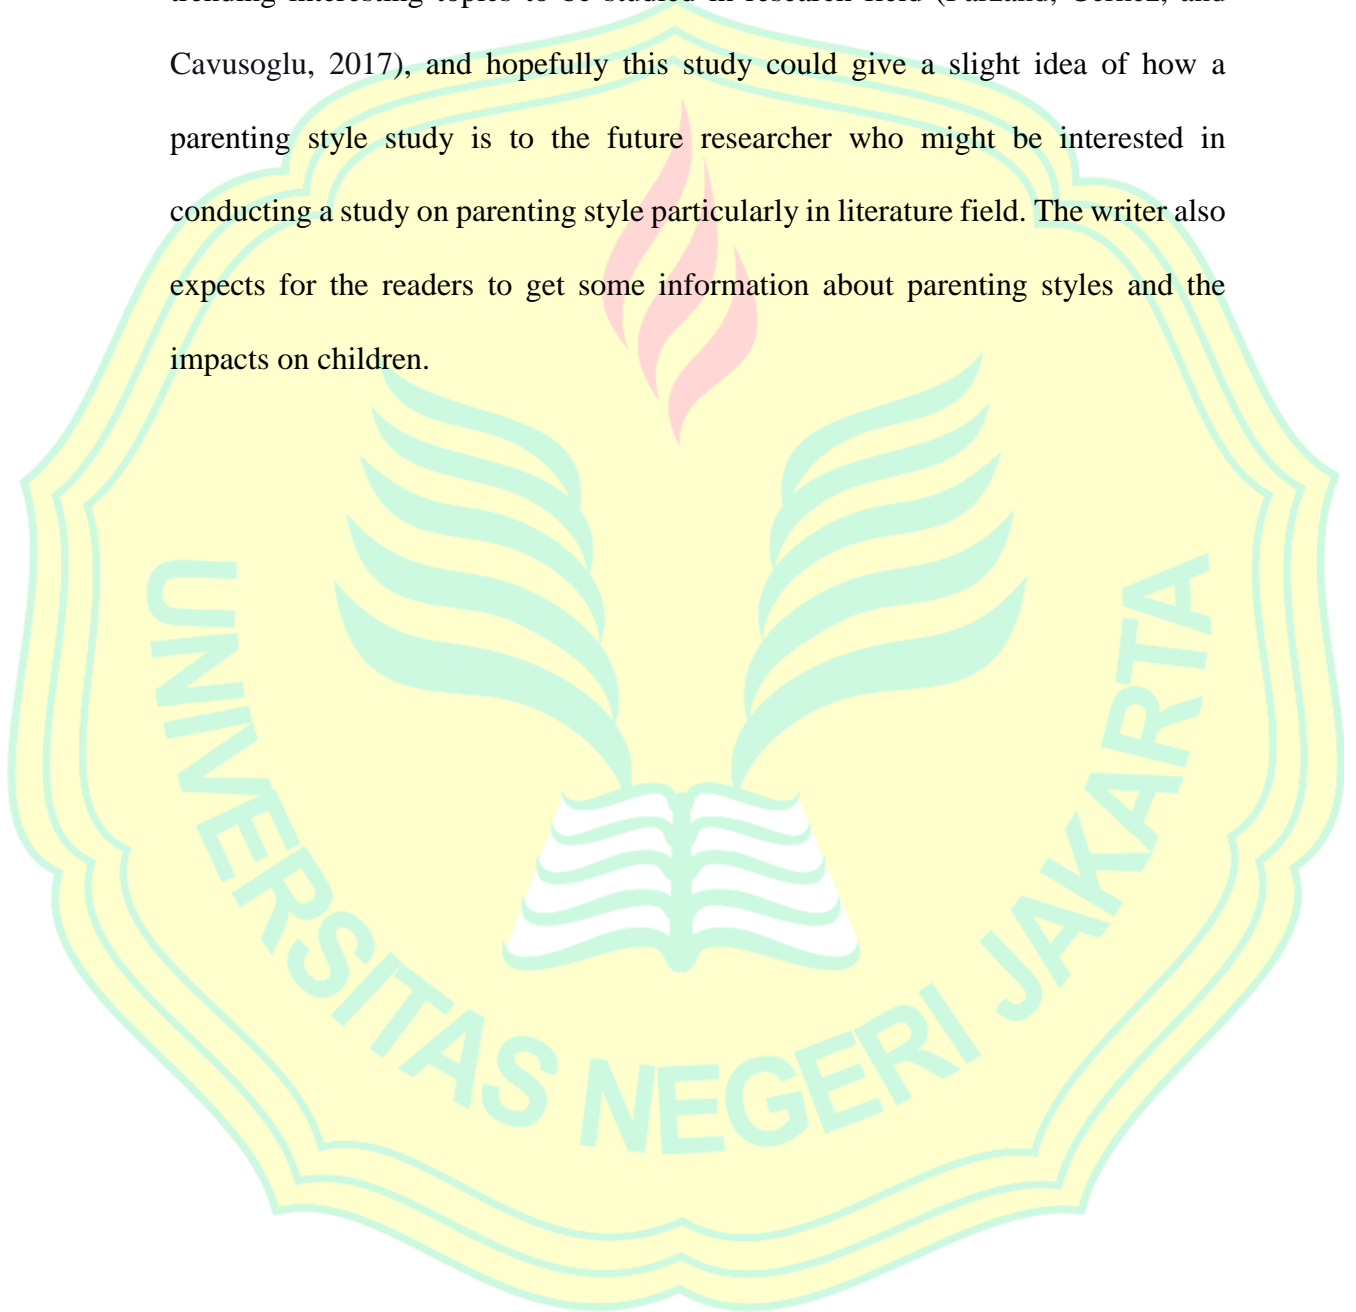 Cavusoglu, 2017), and hopefully this study could give a slight idea of how a
parenting style study is to the future researcher who might be interested in
conducting a study on parenting style particularly in literature field. The writer also
expects for the readers to get some information about parenting styles and the
impacts on children.
UNIVERSITAS NEGERI JAKARTA